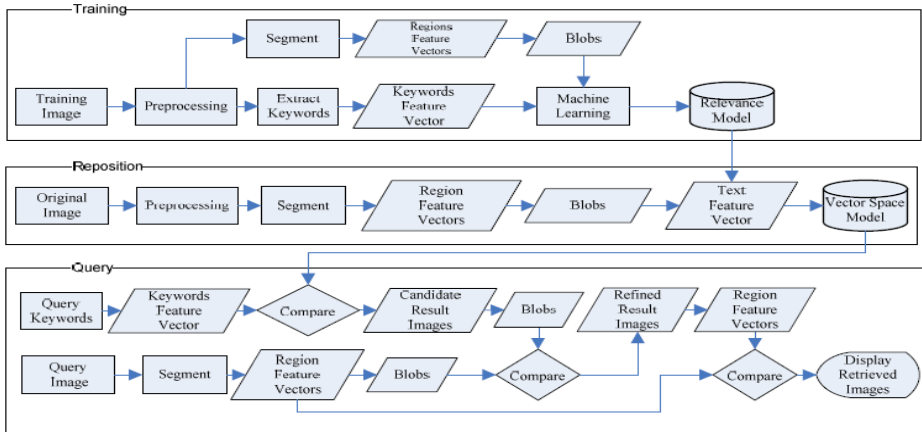 Training
Segment
Regions
Feature
Vectors
Blobs
Training
Image
Preprocessing
Extract
Keywords
Keywords
Feature
Vector
Machine
Learning
Relevance
Model
Reposition
Original
Image
Preprocessing
Segment
Region
Feature
Vectors
Blobs
Text
Feature
Vector
Vector Space
Model
Query
Query
Keywords
Keywords
Feature
Vector
Compare
Candidate
Result
Images
Blobs
Refined
Result
Images
Region
Feature
Vectors
Query
Image
Segment
Region
Feature
Vectors
Blobs
Compare
Compare
Display
Retrieved
Images